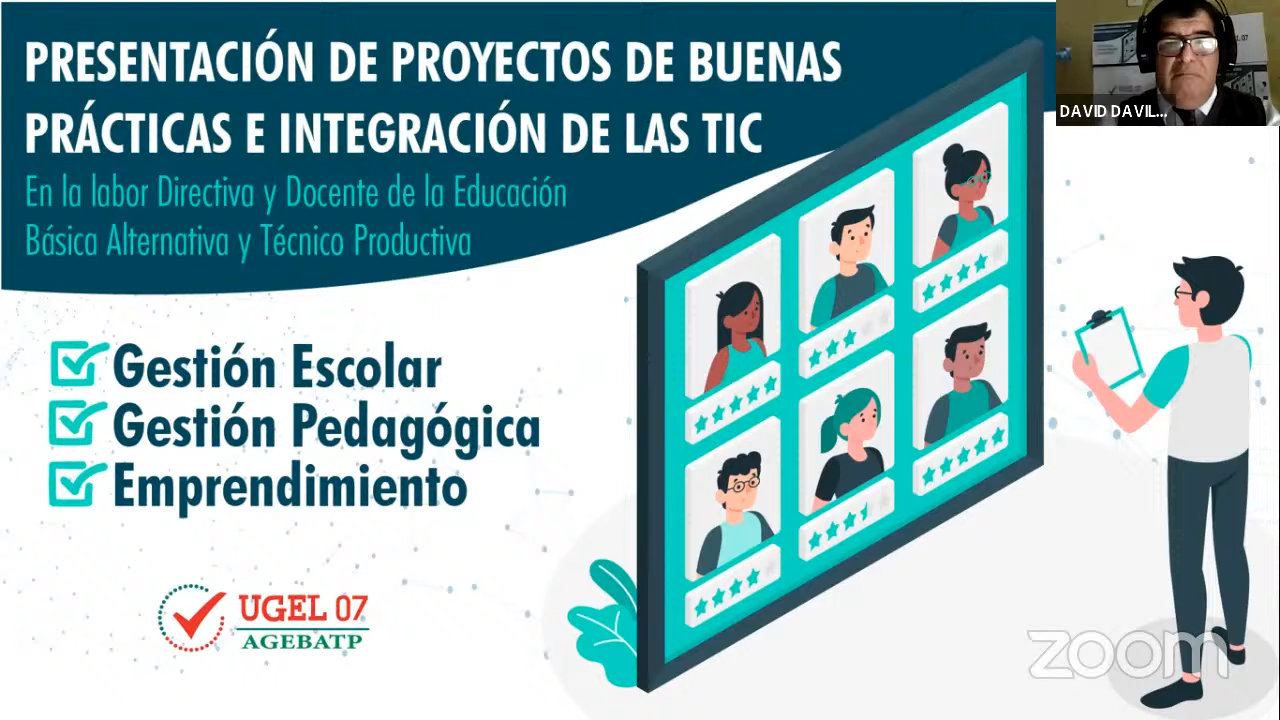 PRESENTACIÓN DE PROYECTOS DE BUENAS
PRÁCTICAS E INTEGRACIÓN DE LAS TIC
En la labor Directiva y Docente de la Educación
Básica Alternativa y Técnico Productiva
DAVID DAVIL...
Gestión Escolar
Gestión Pedagógica
Emprendimiento
UGEL 07
AGEBATP
zoom